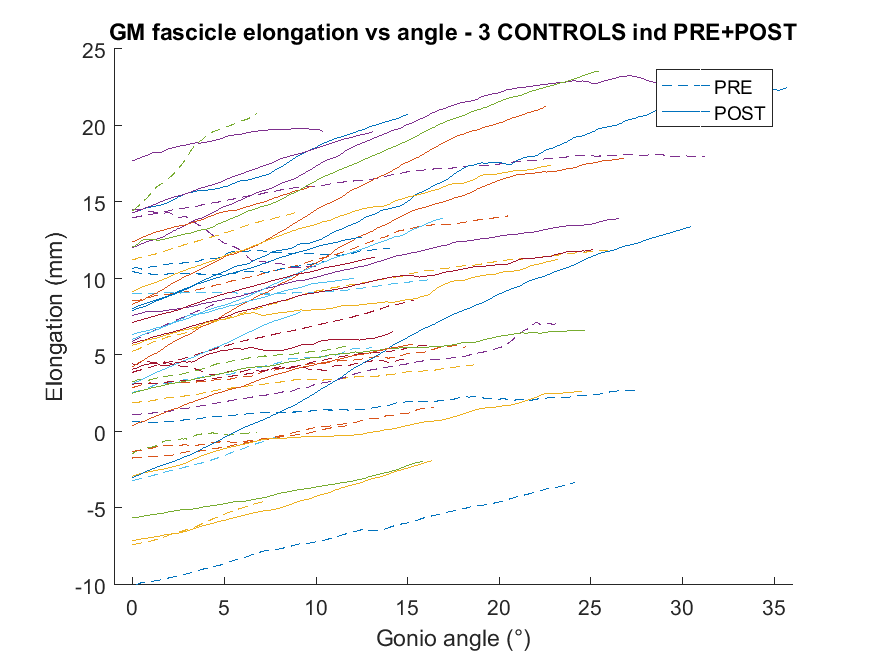 GM fascicle elongation vs angle - 3 CONTROLS ind PRE+POST
25
20
15
10
5
0
-5
-10
Elongation (mm)
PRE
POST
0 5 10 15 20 25 30 35
Gonio angle (°)